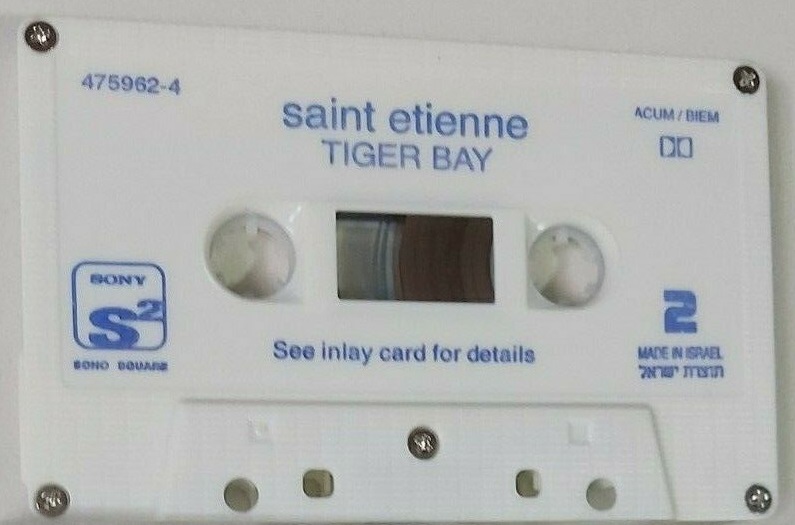 475962-4
saint etienne
TIGER BAY
ACUM / BIEM
SONY
S²
SONO SQUARE
See inlay card for details
2
MADE IN ISRAEL
תוצרת ישראל